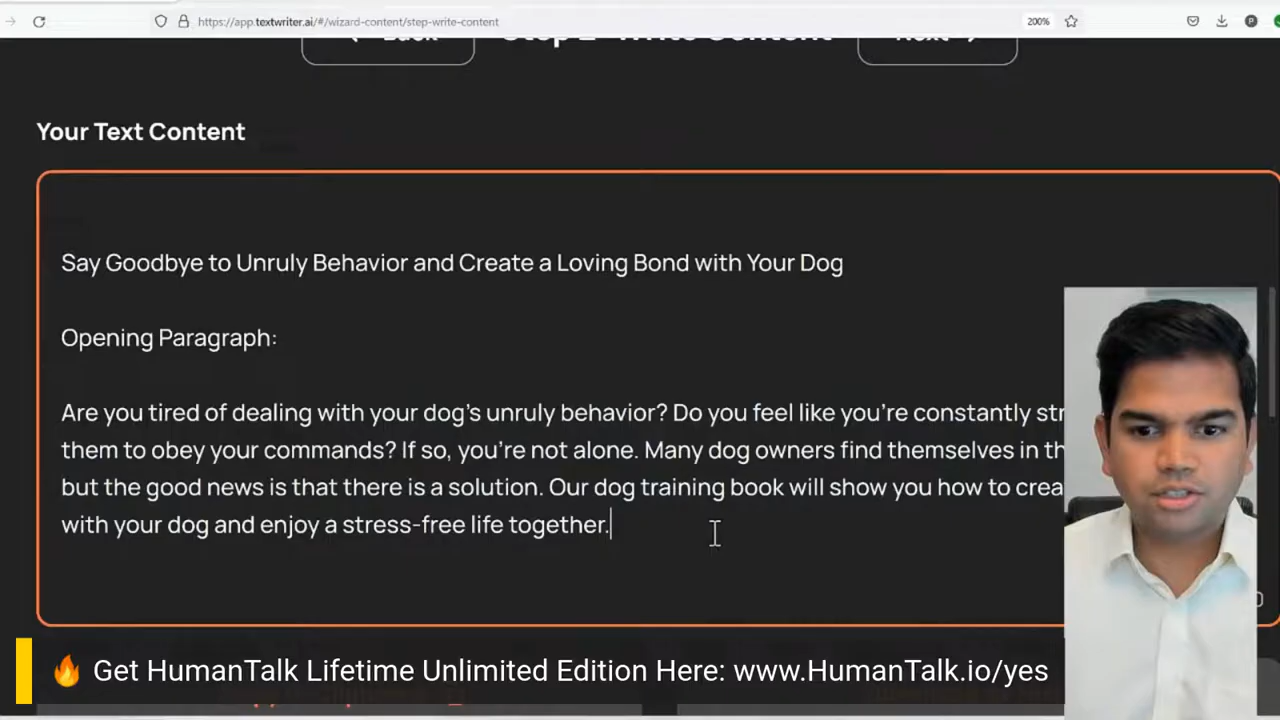 https://app.textwriter.ai/#/wizard-content/step-write-content
200%
Your Text Content
Say Goodbye to Unruly Behavior and Create a Loving Bond with Your Dog
Opening Paragraph:
Are you tired of dealing with your dog's unruly behavior? Do you feel like you're constantly
them to obey your commands? If so, you're not alone. Many dog owners find themselves in
but the good news is that there is a solution. Our dog training book will show you how to
with your dog and enjoy a stress-free life together.
🔥 Get HumanTalk Lifetime Unlimited Edition Here: www.HumanTalk.io/yes